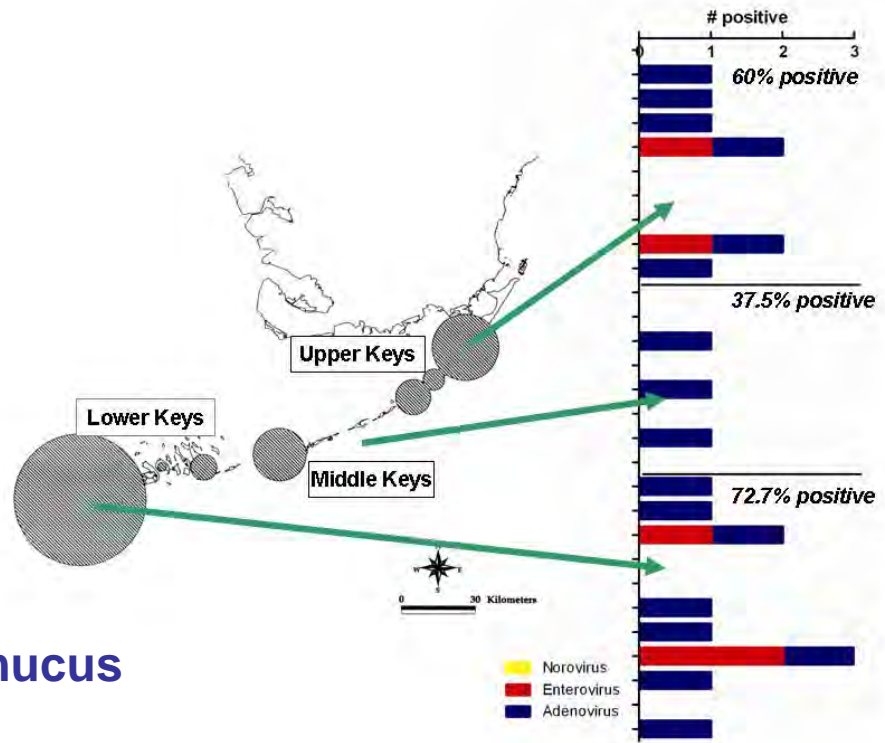 # positive
0 1 2 3
60% positive
37.5% positive
Upper Keys
Lower Keys
Middle Keys
72.7% positive
W E
S
0 30 Kilometers
mucus
Norovirus
Enterovirus
Adenovirus